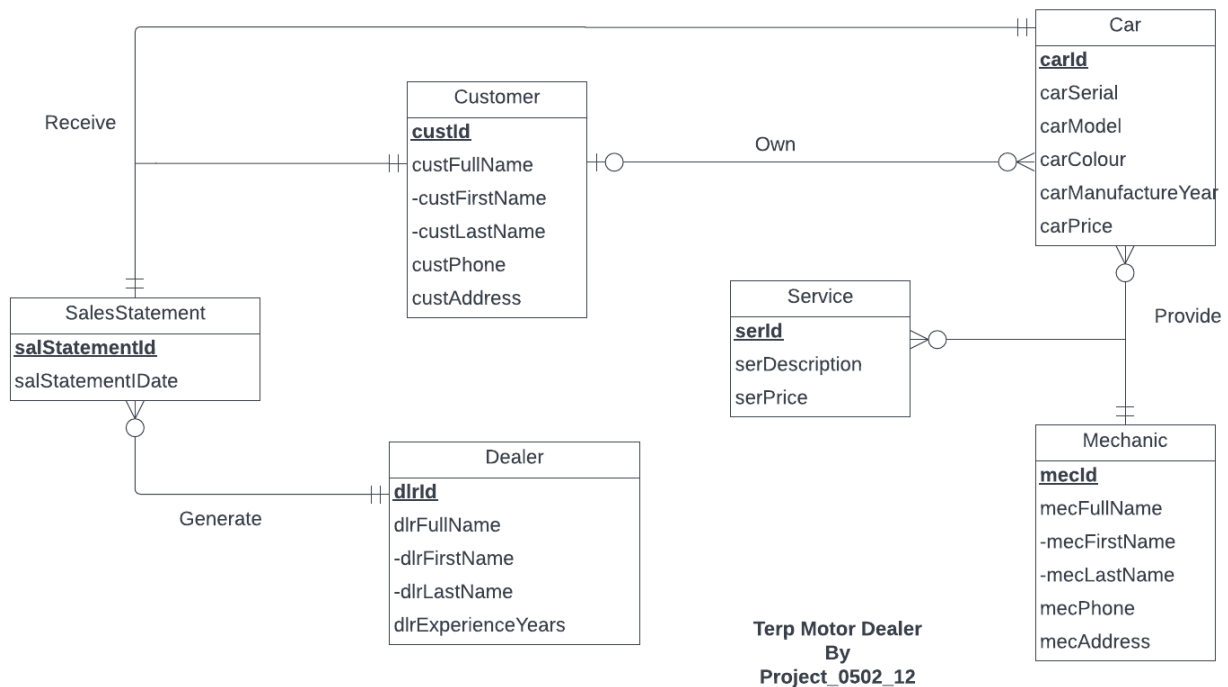 Car
carId
carSerial
carModel
carColour
carManufactureYear
carPrice
Receive
Customer
custId
custFullName
-custFirstName
-custLastName
custPhone
custAddress
Own
SalesStatement
salStatementId
salStatementIDate
Service
serId
serDescription
serPrice
Provide
Generate
Dealer
dlrId
dlrFullName
-dlrFirstName
-dlrLastName
dlrExperienceYears
Mechanic
mecId
mecFullName
-mecFirstName
-mecLastName
mecPhone
mecAddress
Terp Motor Dealer
By
Project_0502_12